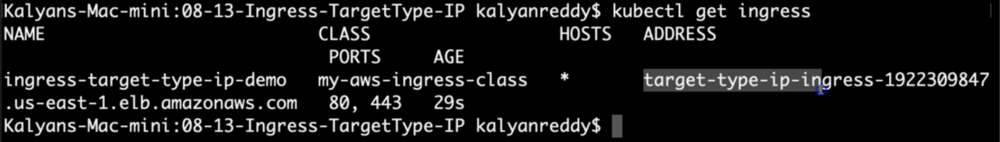 Kalyans-Mac-mini:08-13-Ingress-TargetType-IP kalyanreddy$ kubectl get ingress
NAME CLASS HOSTS ADDRESS
PORTS AGE
ingress-target-type-ip-demo my-aws-ingress-class * target-type-ip-ingress-1922309847
.us-east-1.elb.amazonaws.com 80, 443 29s
Kalyans-Mac-mini:08-13-Ingress-TargetType-IP kalyanreddy$